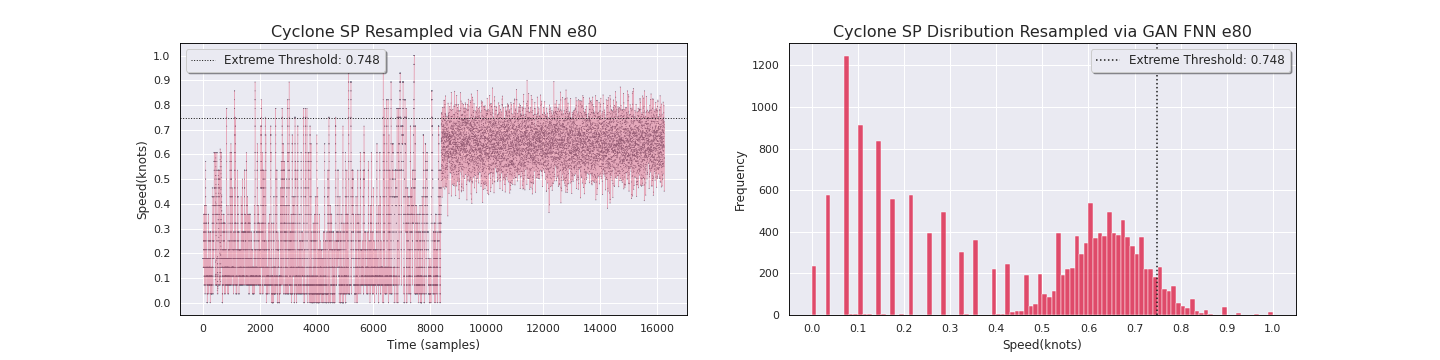 Cyclone SP Resampled via GAN FNN e80
Extreme Threshold: 0.748
1.0
0.9
0.8
0.7
0.6
0.5
0.4
0.3
0.2
0.1
0.0
Speed(knots)
0 2000 4000 6000 8000 10000 12000 14000 16000
Time (samples)
Cyclone SP Disribution Resampled via GAN FNN e80
Extreme Threshold: 0.748
1200
1000
800
600
400
200
0
Frequency
0.0 0.1 0.2 0.3 0.4 0.5 0.6 0.7 0.8 0.9 1.0
Speed(knots)